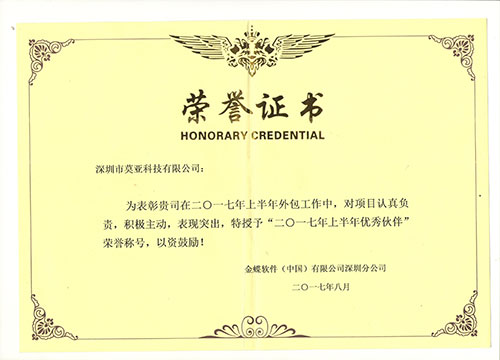 荣誉证书
HONORARY CREDENTIAL
深圳市莫亚科技有限公司：
为表彰贵司在二〇一七年上半年外包工作中，对项目认真负
责，积极主动，表现突出，特授予“二〇一七年上半年优秀伙伴”
荣誉称号，以资鼓励！
金蝶软件（中国）有限公司深圳分公司
二〇一七年八月